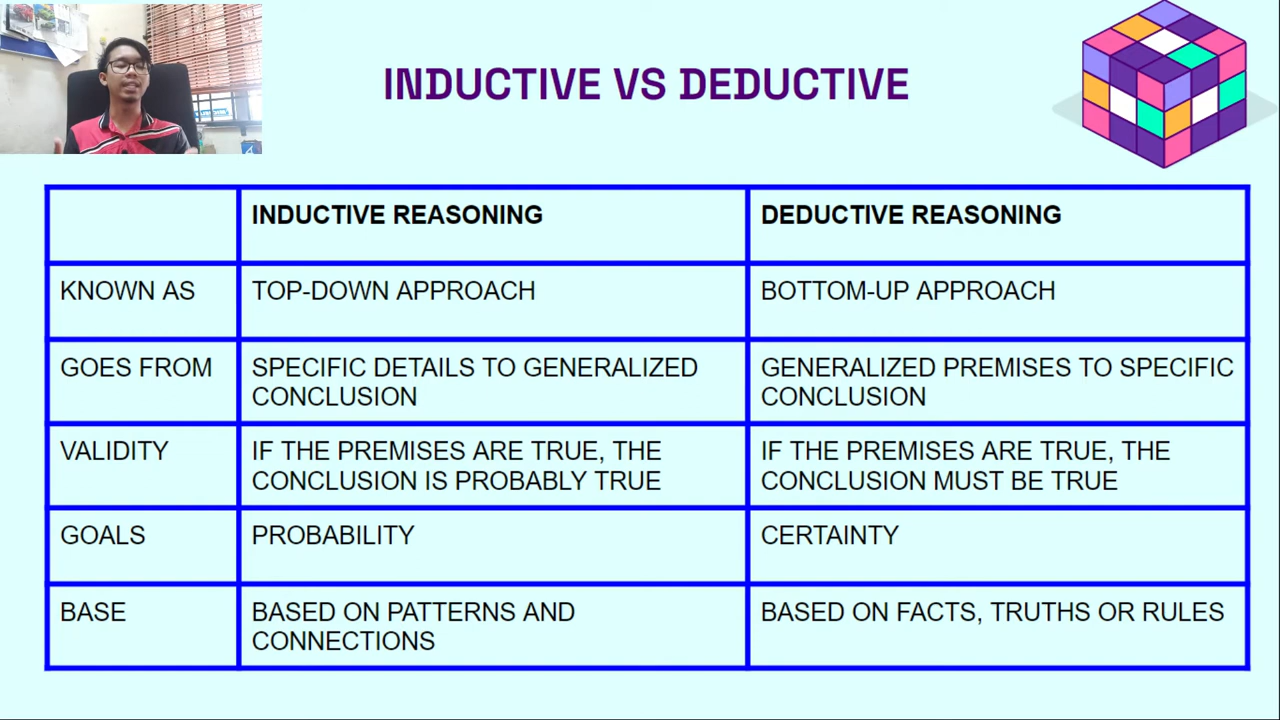 INDUCTIVE VS DEDUCTIVE
INDUCTIVE REASONING
DEDUCTIVE REASONING
KNOWN AS
TOP-DOWN APPROACH
BOTTOM-UP APPROACH
GOES FROM
SPECIFIC DETAILS TO GENERALIZED
CONCLUSION
GENERALIZED PREMISES TO SPECIFIC
CONCLUSION
VALIDITY
IF THE PREMISES ARE TRUE, THE
CONCLUSION IS PROBABLY TRUE
IF THE PREMISES ARE TRUE, THE
CONCLUSION MUST BE TRUE
GOALS
PROBABILITY
CERTAINTY
BASE
BASED ON PATTERNS AND
CONNECTIONS
BASED ON FACTS, TRUTHS OR RULES